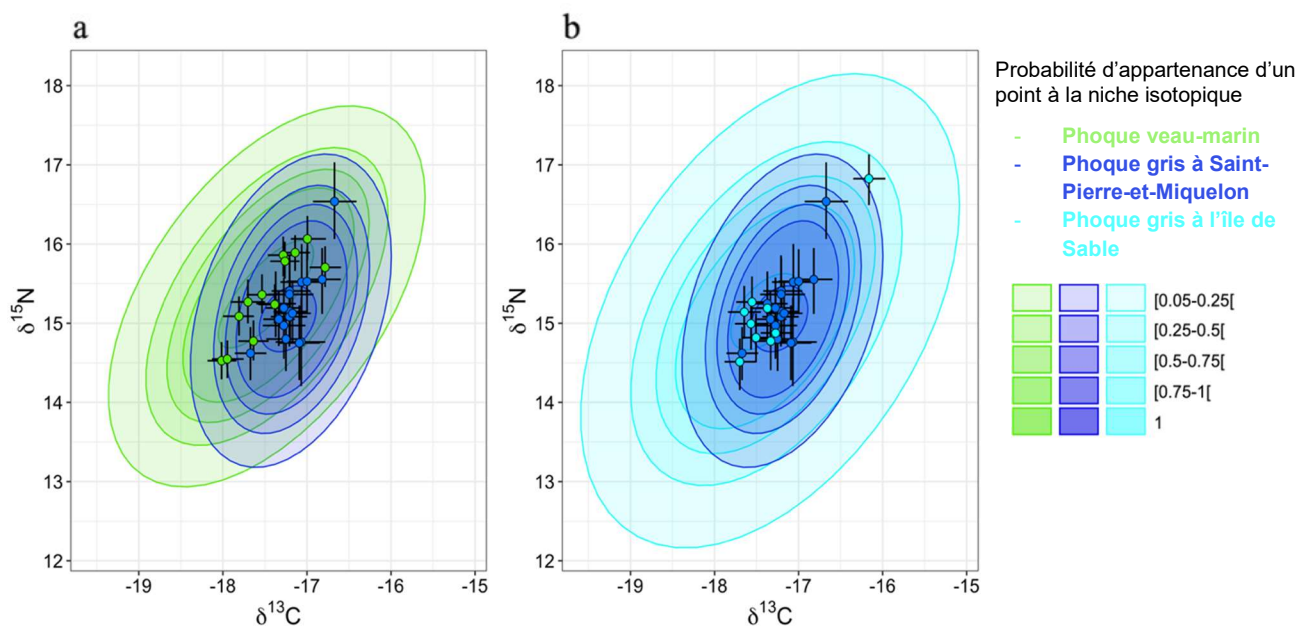 a
b
18
17
16
15
14
13
12
δ15N
-19
-18
-17
-16
-15
δ13C
18
17
16
15
14
13
12
δ15N
-19
-18
-17
-16
-15
δ13C
Probabilité d’appartenance d’un
point à la niche isotopique
- Phoque veau-marin
- Phoque gris à Saint-
Pierre-et-Miquelon
- Phoque gris à l’île de
Sable
[0.05-0.25[
[0.25-0.5[
[0.5-0.75[
[0.75-1[
1